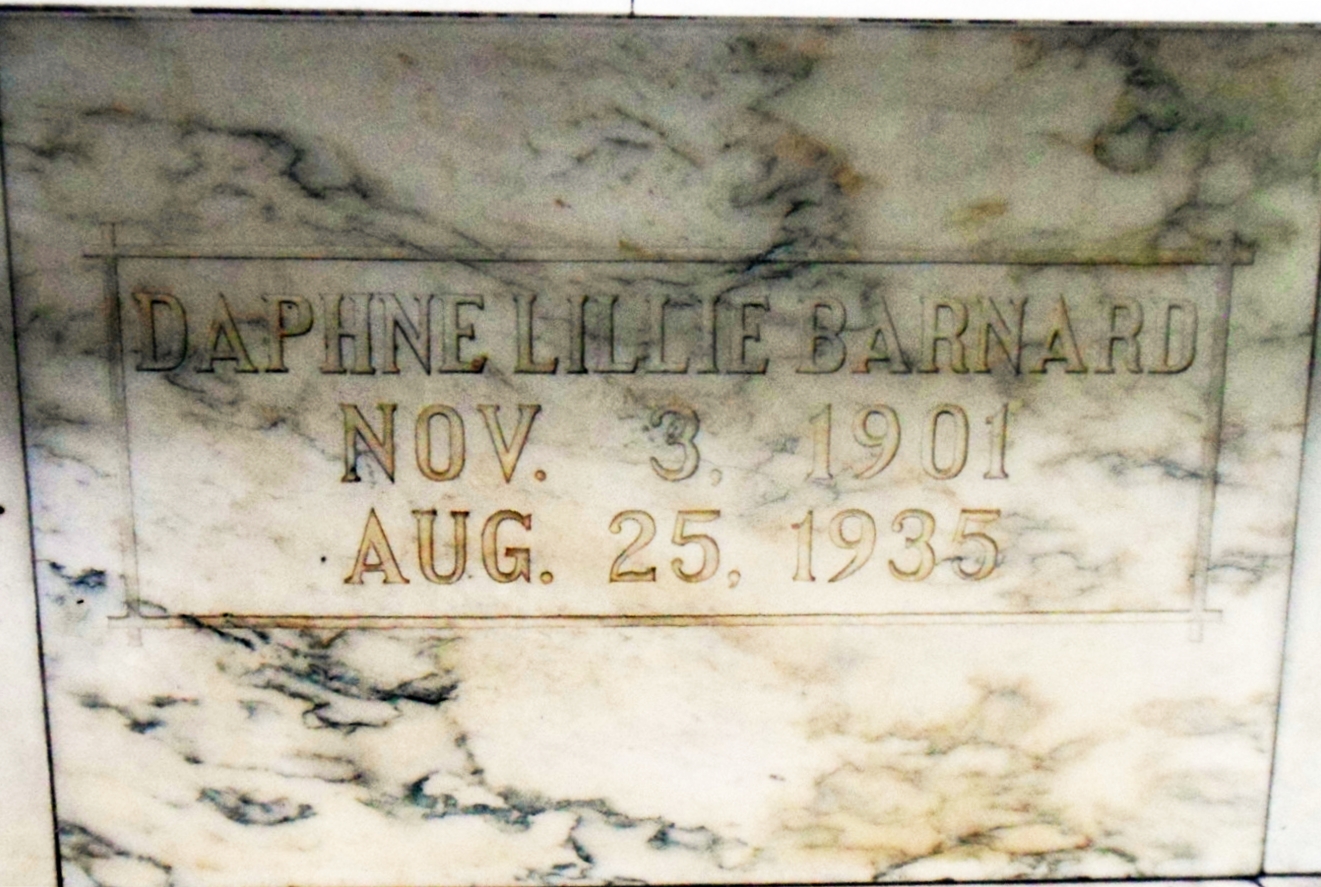 DAPHNE LILLIE BARNARD
NOV. 3, 1901
AUG. 25, 1935